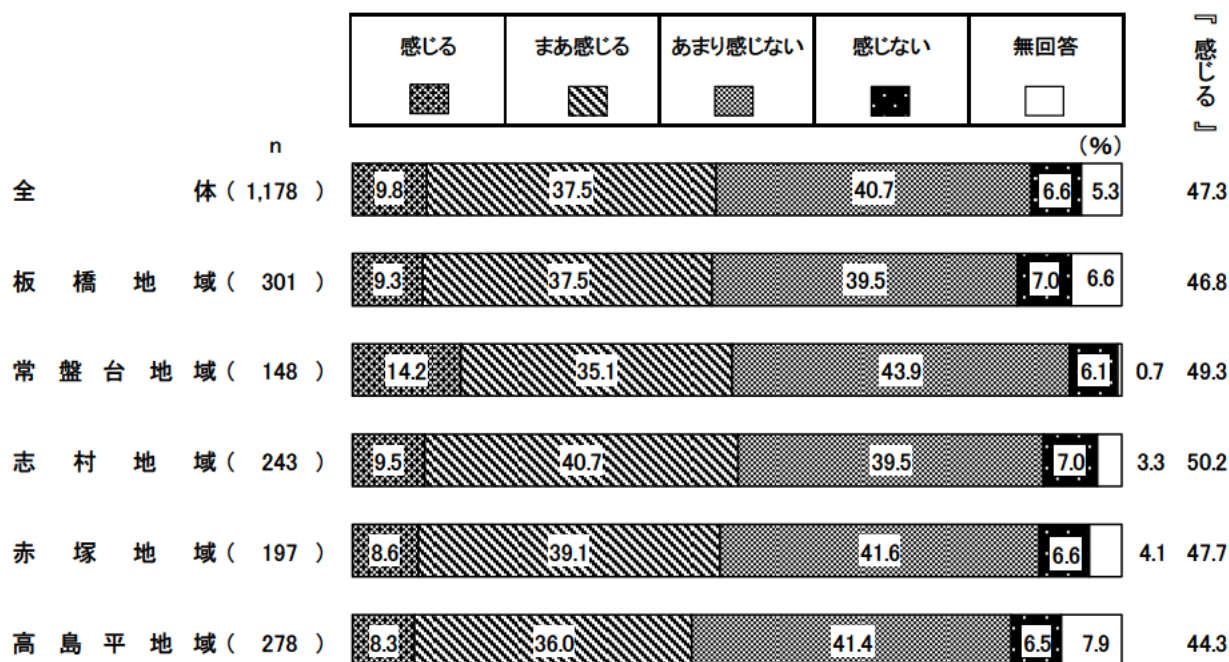 感じる まあ感じる あまり感じない 感じない 無回答 『感じる』
n (%)
全体 ( 1,178 ) 9.8 37.5 40.7 6.6 5.3 47.3
板橋地域 ( 301 ) 9.3 37.5 39.5 7.0 6.6 46.8
常盤台地域 ( 148 ) 14.2 35.1 43.9 6.1 0.7 49.3
志村地域 ( 243 ) 9.5 40.7 39.5 7.0 3.3 50.2
赤塚地域 ( 197 ) 8.6 39.1 41.6 6.6 4.1 47.7
高島平地域 ( 278 ) 8.3 36.0 41.4 6.5 7.9 44.3